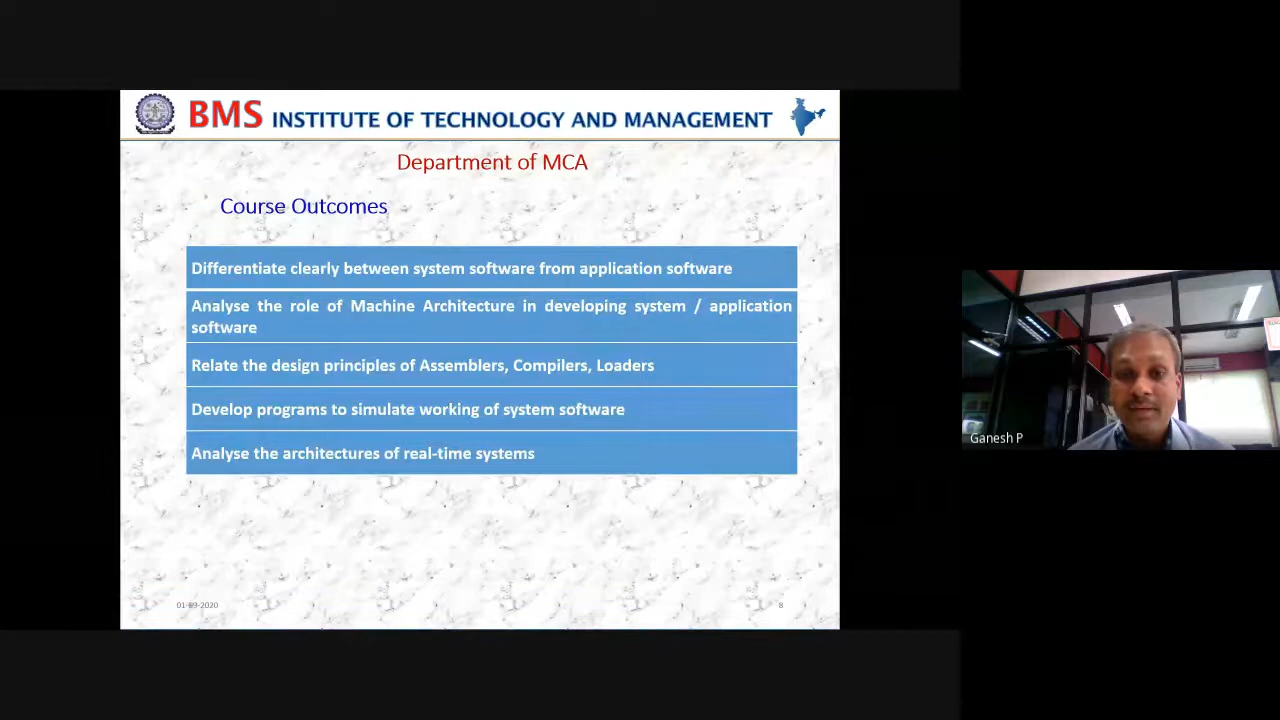 BMS INSTITUTE OF TECHNOLOGY AND MANAGEMENT
Department of MCA
Course Outcomes
Differentiate clearly between system software from application software
Analyse the role of Machine Architecture in developing system / application
software
Relate the design principles of Assemblers, Compilers, Loaders
Develop programs to simulate working of system software
Analyse the architectures of real-time systems
8
Ganesh P